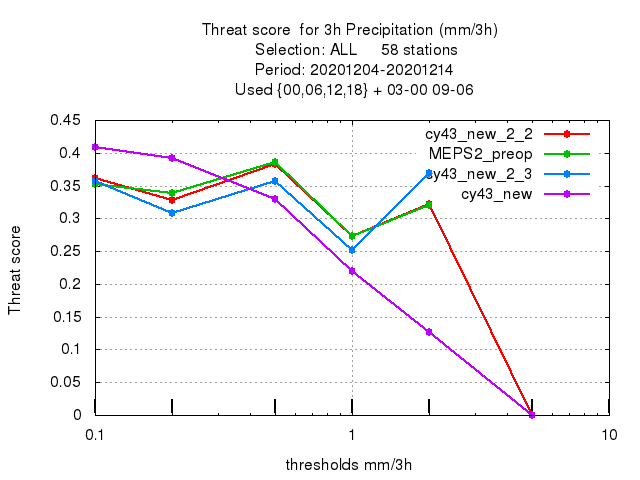 Threat score  for 3h Precipitation (mm/3h)
Selection: ALL     58 stations
Period: 20201204-20201214
Used {00,06,12,18} + 03-00 09-06
cy43_new_2_2
MEPS2_preop
cy43_new_2_3
cy43_new
0.45
0.4
0.35
0.3
0.25
0.2
0.15
0.1
0.05
0
Threat score
0.1 1 10
thresholds mm/3h